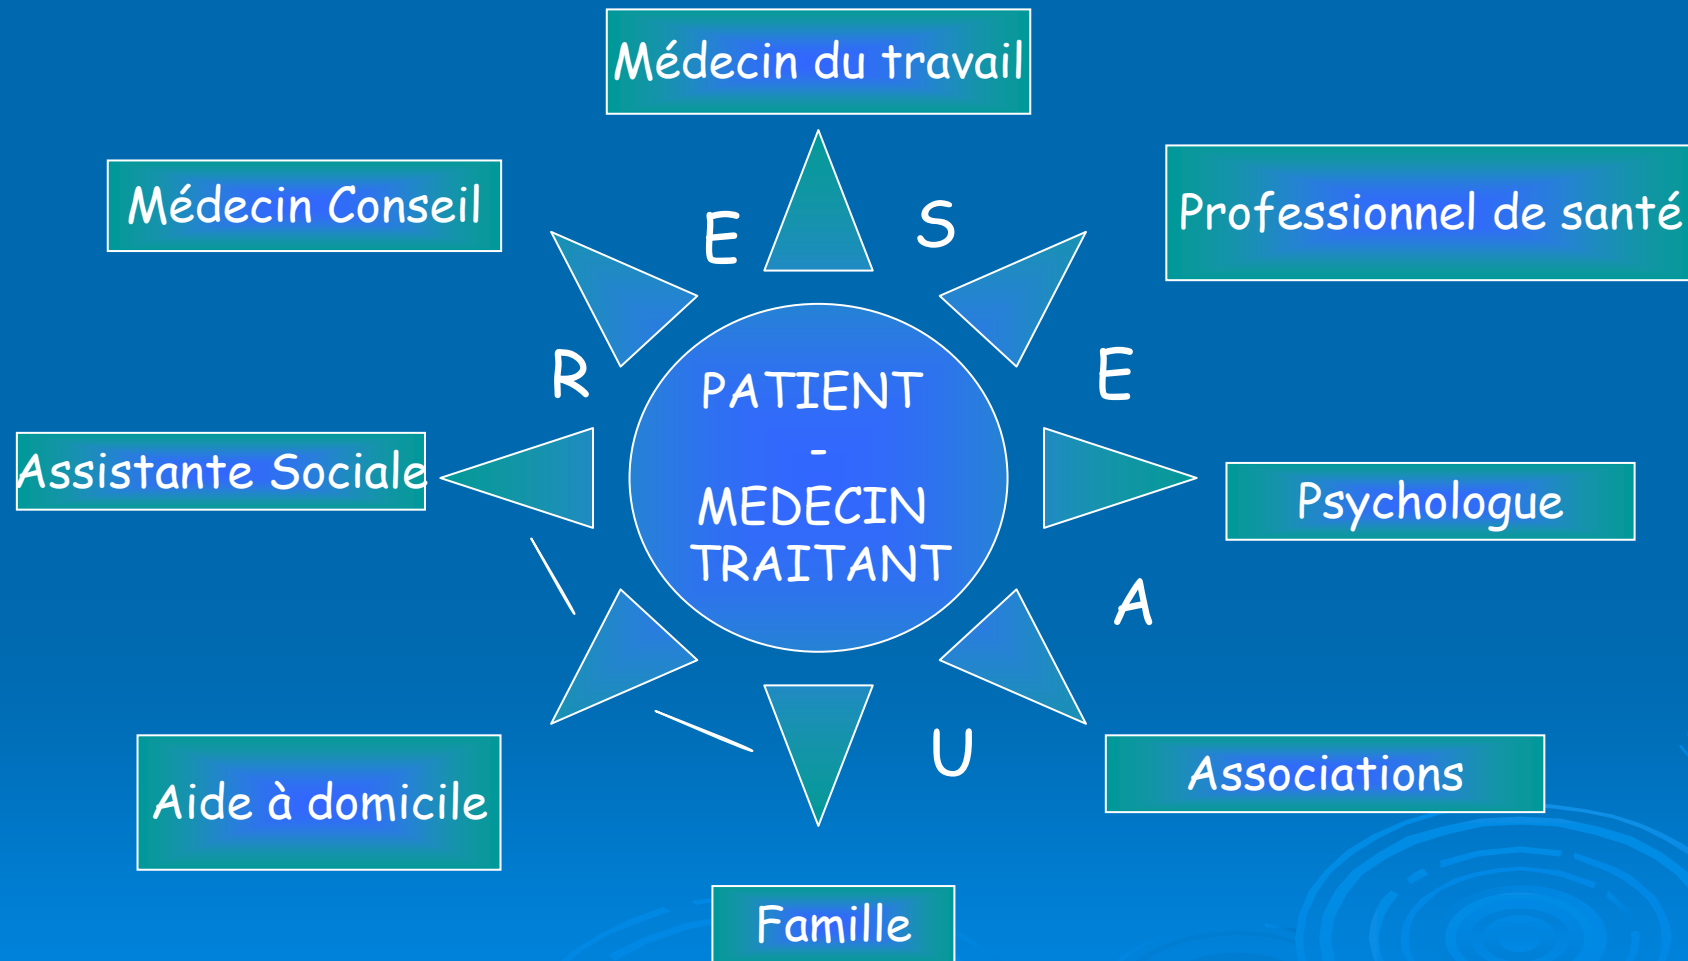 Médecin du travail
Médecin Conseil
Professionnel de santé
E
S
R
E
PATIENT
-
MEDECIN
TRAITANT
Assistante Sociale
Psychologue
A
U
Associations
Aide à domicile
Famille